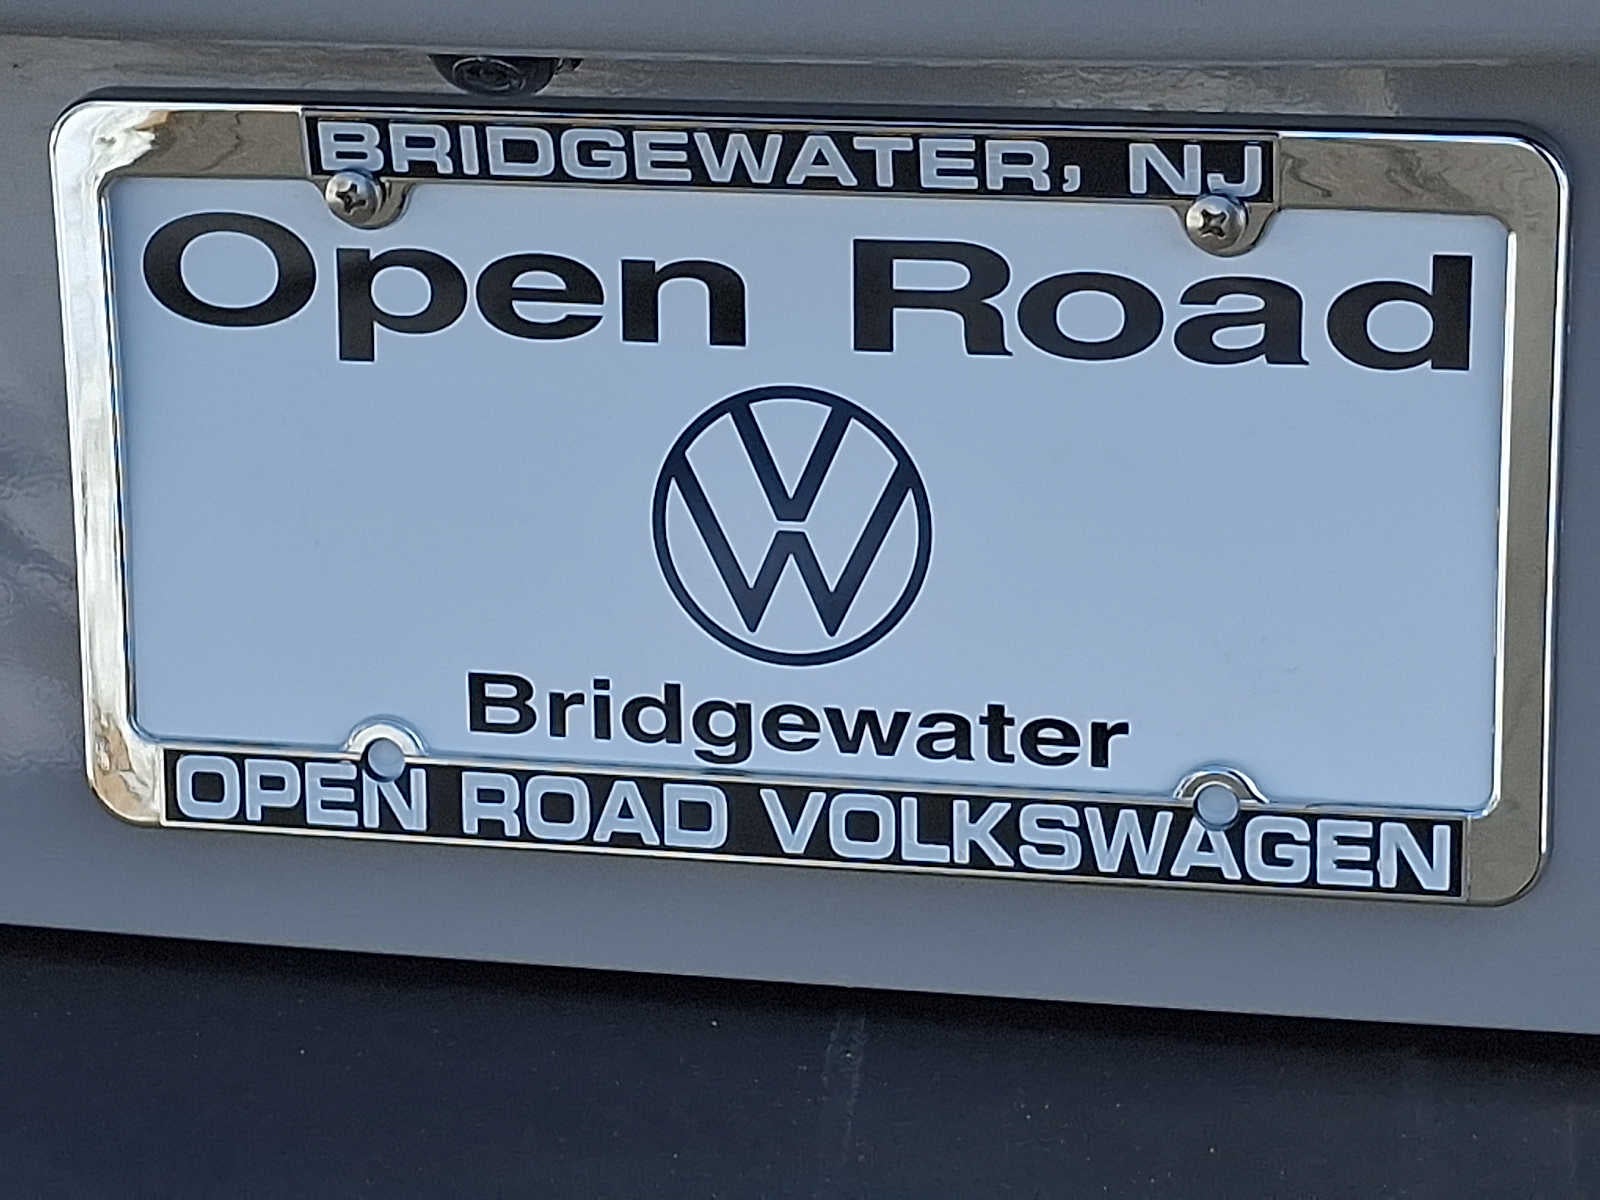 BRIDGEWATER, NJ
Open Road
Bridgewater
OPEN ROAD VOLKSWAGEN